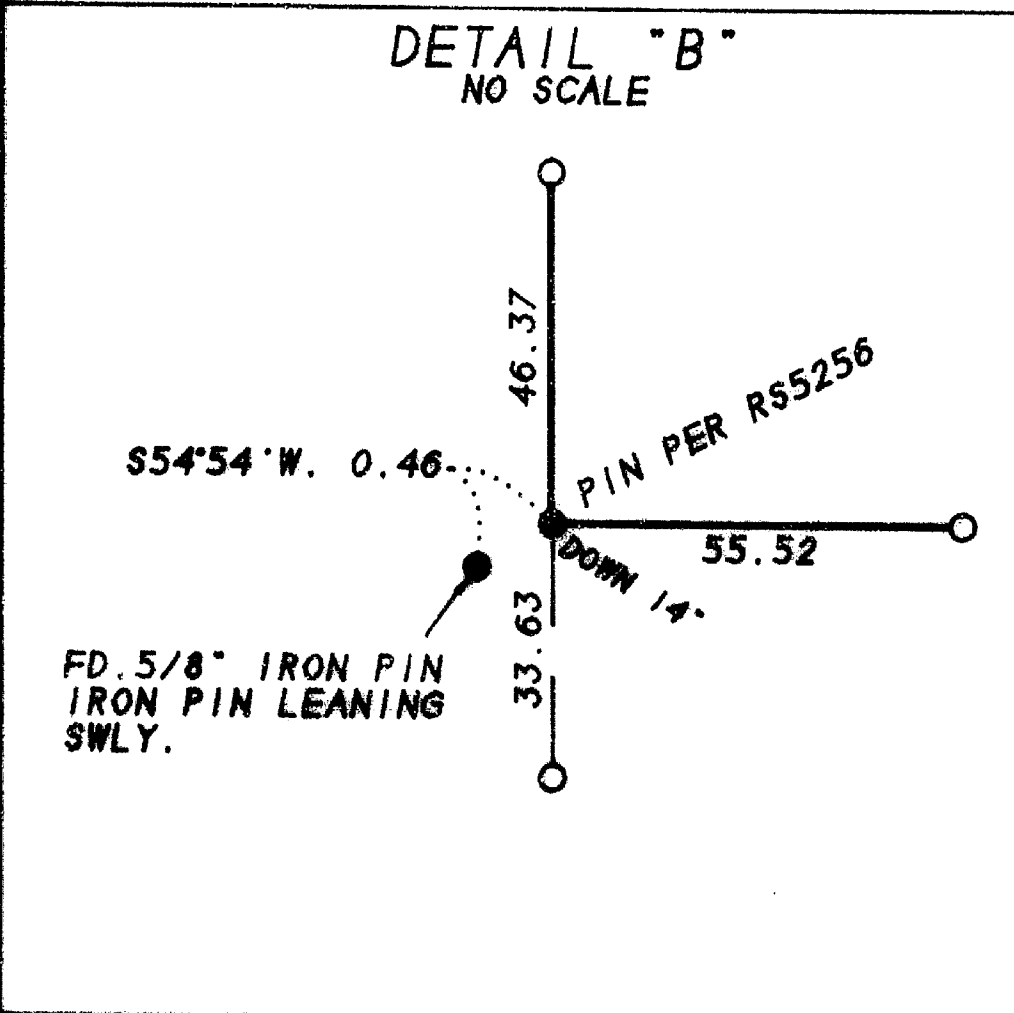 DETAIL "B"
NO SCALE
46.37
PIN PER RS5256
S54°54'W. 0.46
55.52
DOWN 14"
33.63
FD. 5/8" IRON PIN
IRON PIN LEANING
SWLY.